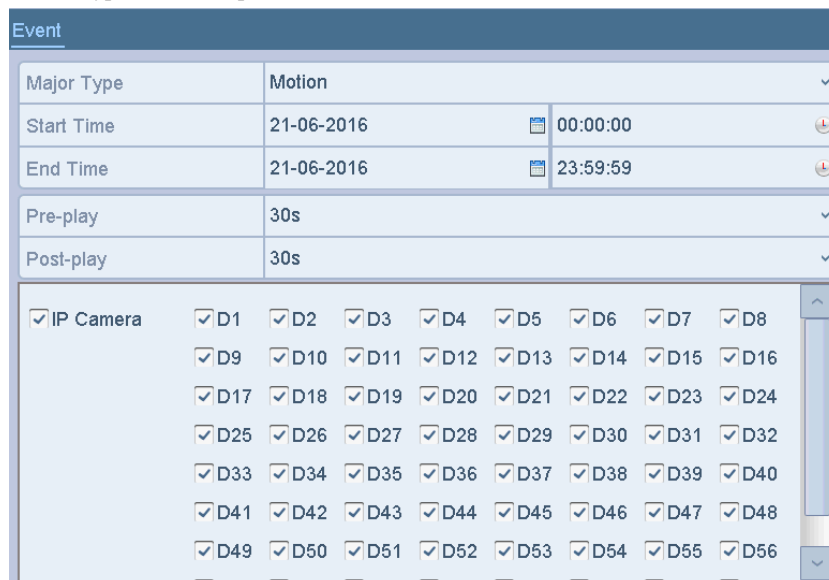 Event
Major Type Motion
Start Time 21-06-2016 00:00:00
End Time 21-06-2016 23:59:59
Pre-play 30s
Post-play 30s
IP Camera D1 D2 D3 D4 D5 D6 D7 D8
D9 D10 D11 D12 D13 D14 D15 D16
D17 D18 D19 D20 D21 D22 D23 D24
D25 D26 D27 D28 D29 D30 D31 D32
D33 D34 D35 D36 D37 D38 D39 D40
D41 D42 D43 D44 D45 D46 D47 D48
D49 D50 D51 D52 D53 D54 D55 D56